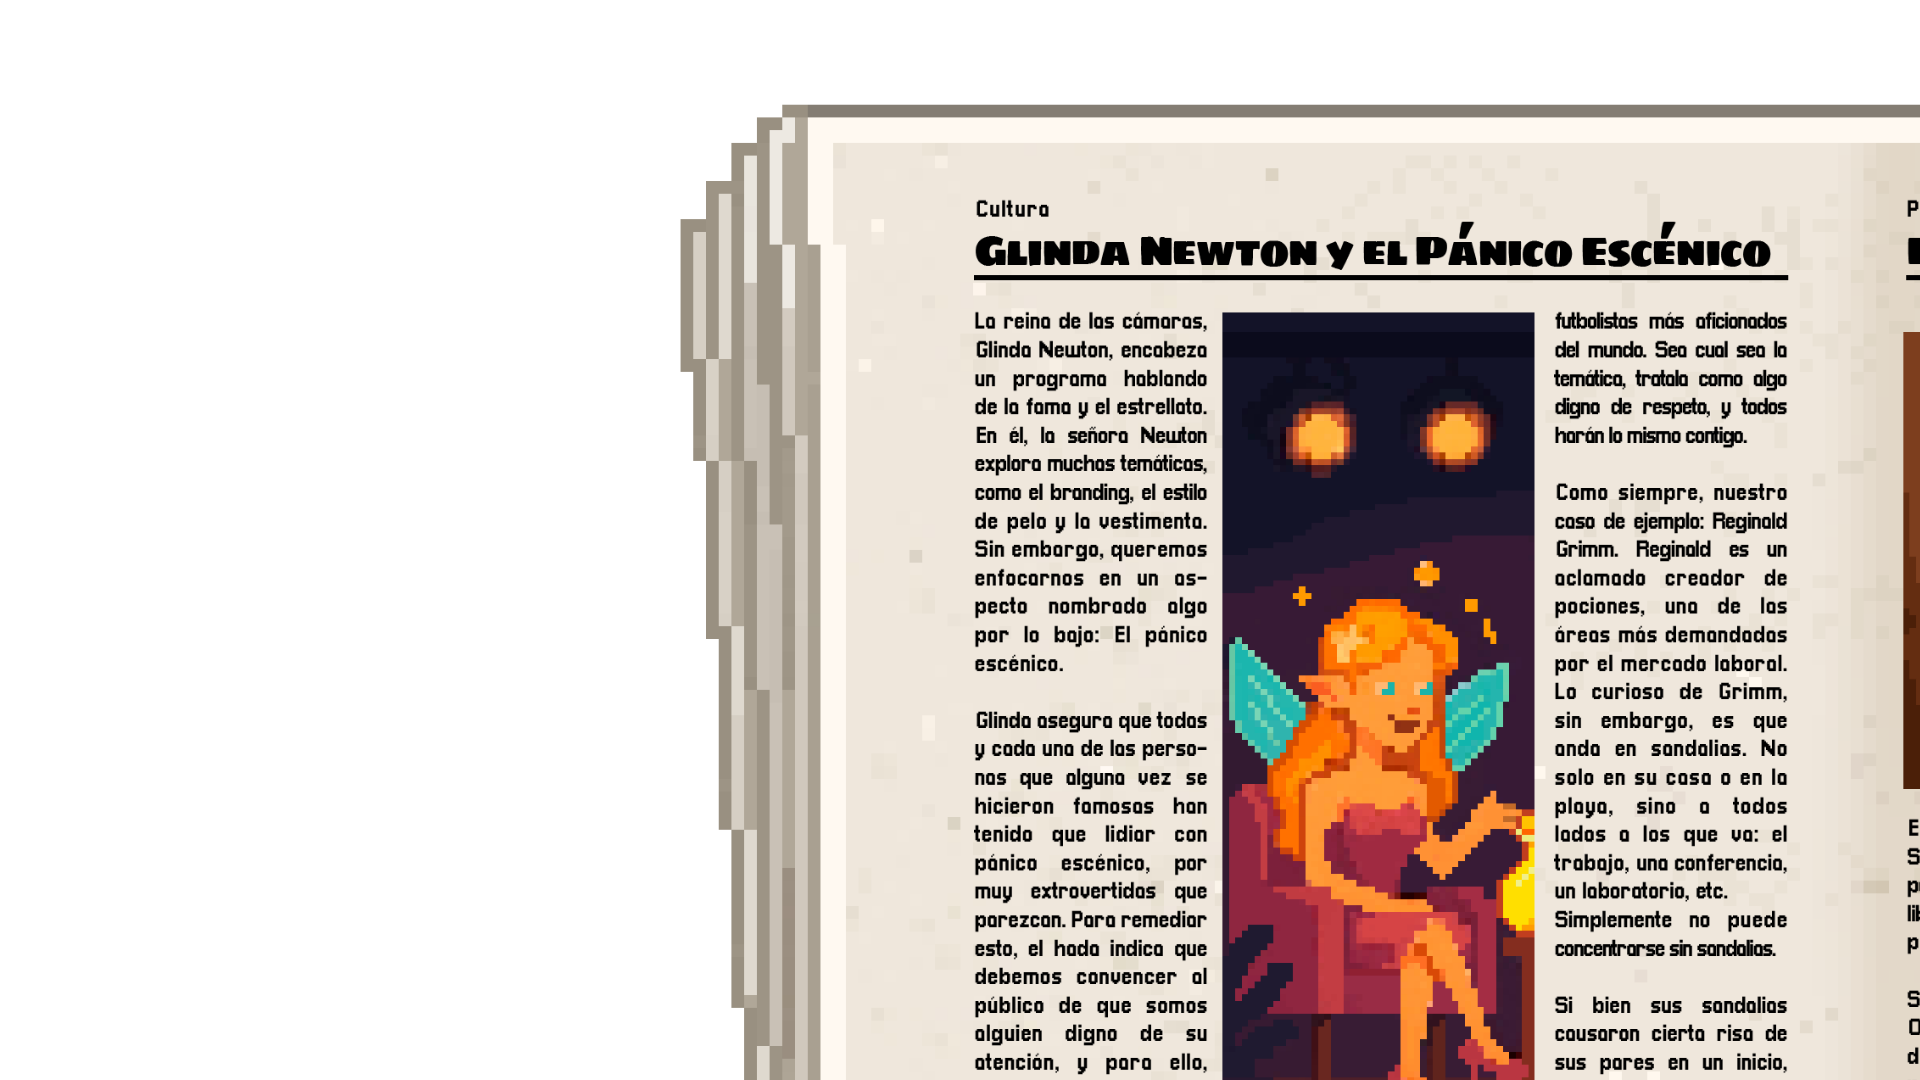 Cultura
Glinda Newton y el Pánico Escénico
La reina de las cámaras,
Glinda Newton, encabeza
un programa hablando
de la fama y el estrellato.
En él, la señora Newton
explora muchas temáticas,
como el branding, el estilo
de pelo y la vestimenta.
Sin embargo, queremos
enfocarnos en un as-
pecto nombrado algo
por lo bajo: El pánico
escénico.
Glinda asegura que todas
y cada una de las perso-
nas que alguna vez se
hicieron famosas han
tenido que lidiar con
pánico escénico, por
muy extrovertidas que
parezcan. Para remediar
esto, el hada indica que
debemos convencer al
público de que somos
alguien digno de su
atención, y para ello,
futbolistas más aficionados
del mundo. Sea cual sea la
temática, tratala como algo
digno de respeto, y todos
harán lo mismo contigo.
Como siempre, nuestro
caso de ejemplo: Reginald
Grimm. Reginald es un
aclamado creador de
pociones, una de las
áreas más demandadas
por el mercado laboral.
Lo curioso de Grimm,
sin embargo, es que
anda en sandalias. No
solo en su casa o en la
playa, sino a todos
lados a los que va: el
trabajo, una conferencia,
un laboratorio, etc.
Simplemente no puede
concentrarse sin sandalias.
Si bien sus sandalias
causaron cierta risa de
sus pares en un inicio,